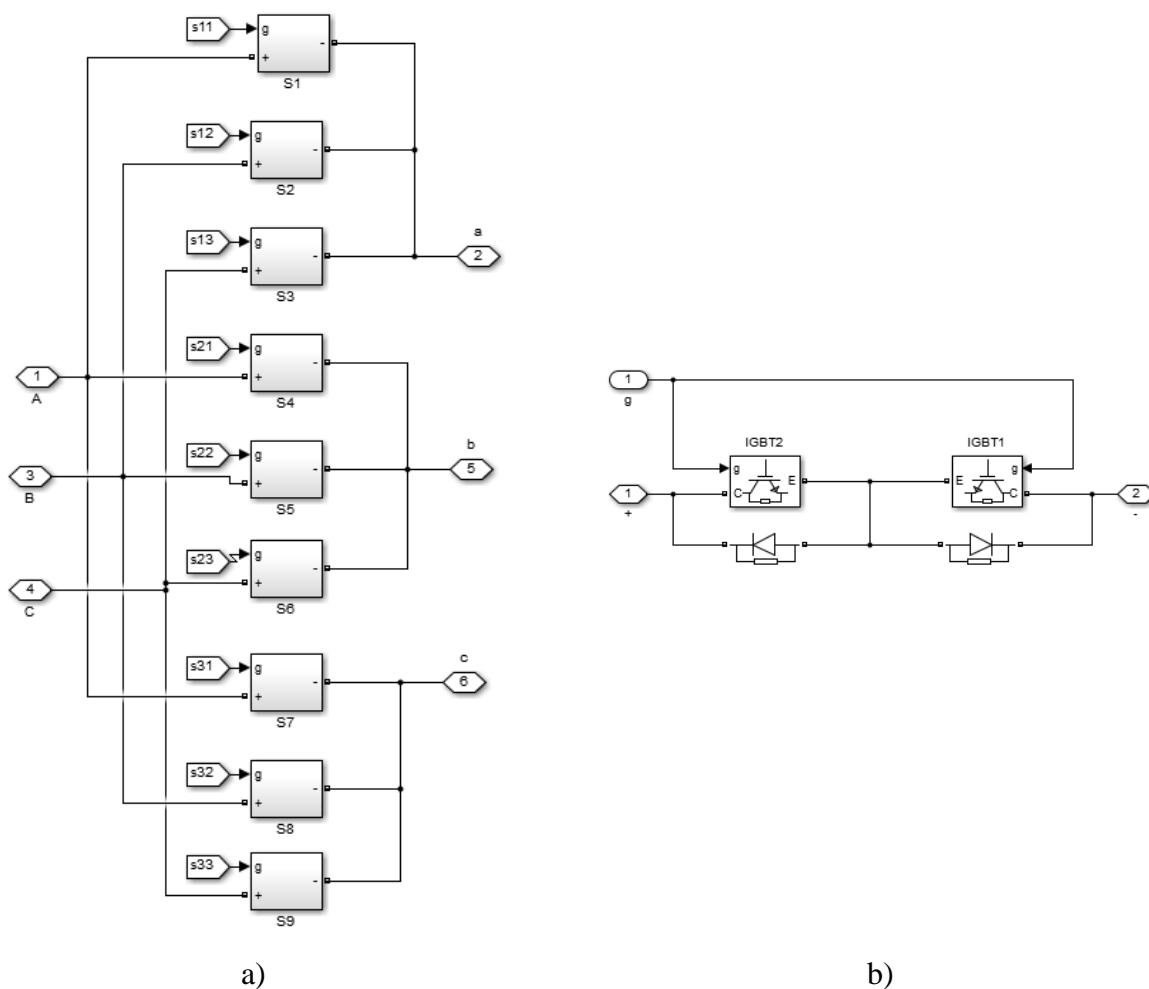 s11
g
-
+
S1
s12
g
-
+
S2
s13
g
-
+
S3
a
2
s21
g
-
+
S4
1
A
s22
g
-
+
S5
b
5
3
B
s23
g
-
+
S6
4
C
s31
g
-
+
S7
c
6
s32
g
-
+
S8
s33
g
-
+
S9
a)
1
g
IGBT2
IGBT1
g
g
1
+
C
E
E
C
2
-
b)